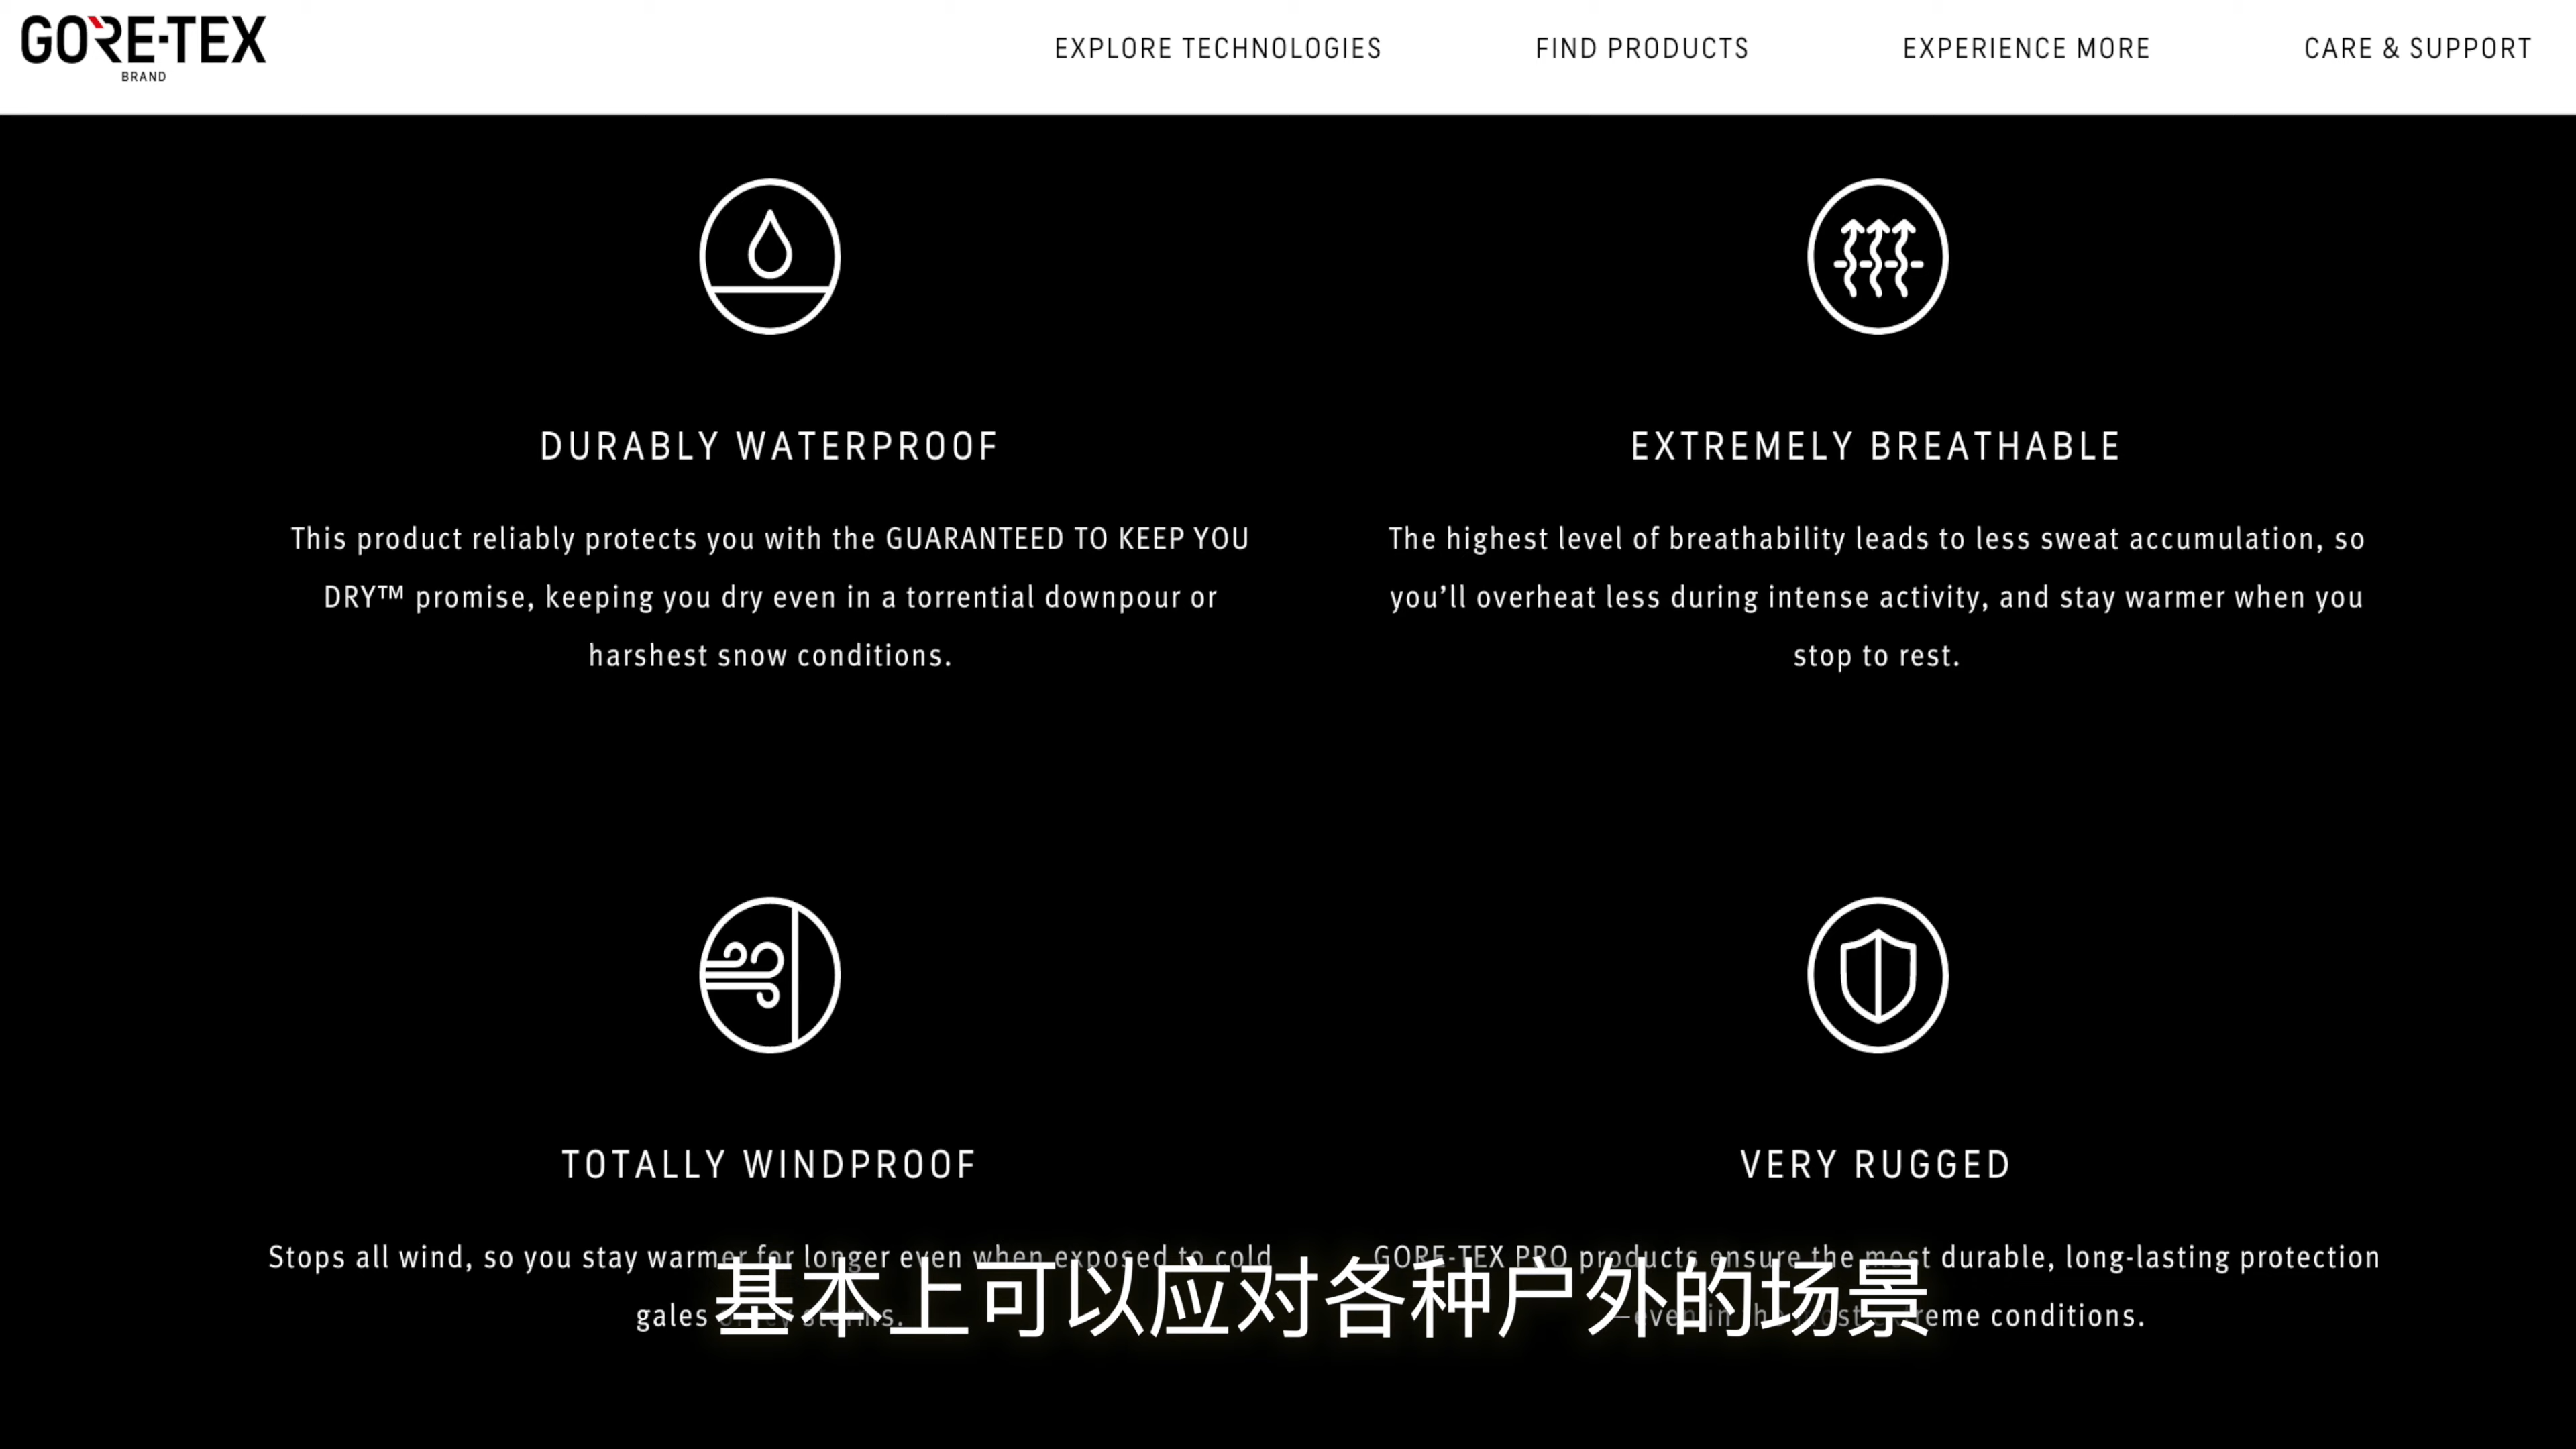 GORE-TEX
BRAND
EXPLORE TECHNOLOGIES
FIND PRODUCTS
EXPERIENCE MORE
CARE & SUPPORT
DURABLY WATERPROOF
This product reliably protects you with the GUARANTEED TO KEEP YOU
DRY™ promise, keeping you dry even in a torrential downpour or
harshest snow conditions.
EXTREMELY BREATHABLE
The highest level of breathability leads to less sweat accumulation, so
you'll overheat less during intense activity, and stay warmer when you
stop to rest.
TOTALLY WINDPROOF
Stops all wind, so you stay warmer for longer even when exposed to cold
gales storms.
VERY RUGGED
GORE-TEX PRO products ensure the most durable, long-lasting protection
—even in conditions.
基本上可以应对各种户外的场景